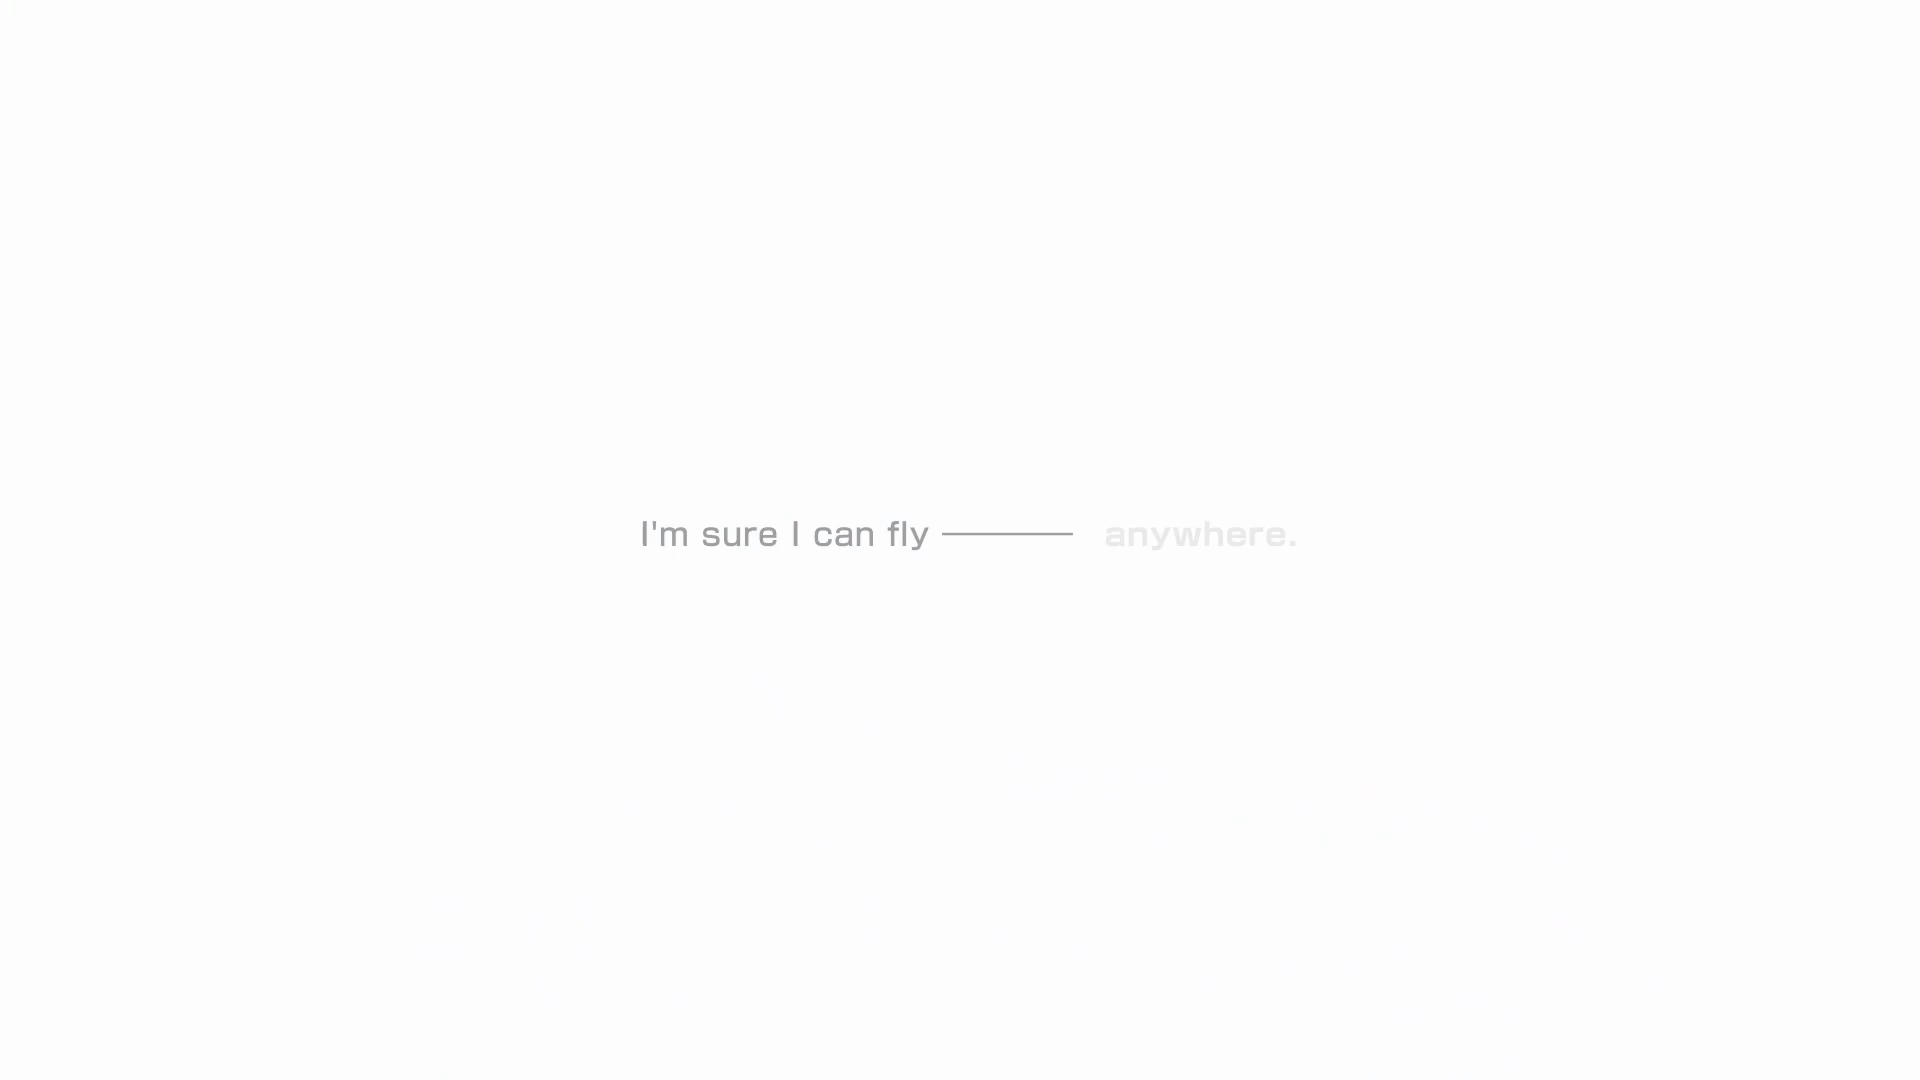 I'm sure I can fly —— anywhere.